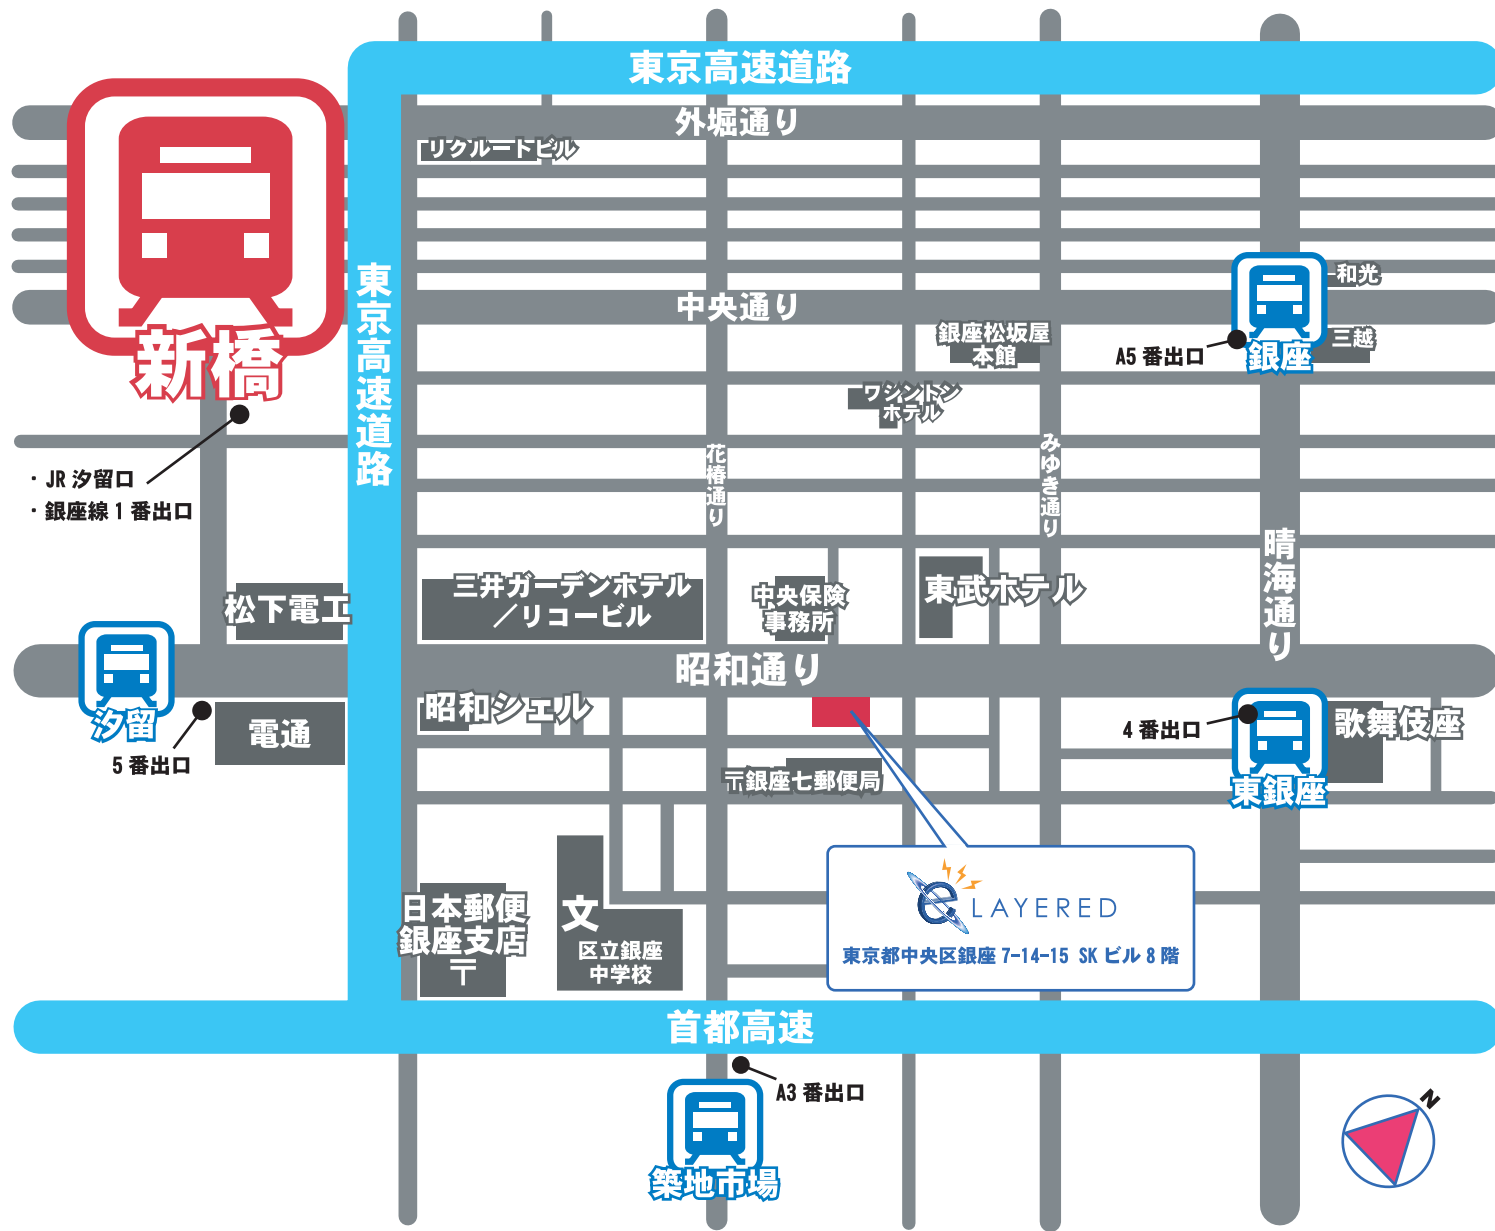 東京高速道路
外堀通り
リクルートビル
新橋
東京高速道路
和光
中央通り
銀座松坂屋
本館
A5 番出口
銀座
三越
ワシントン
ホテル
・JR 汐留口
・銀座線 1 番出口
花椿通り
みゆき通り
晴海通り
松下電工
三井ガーデンホテル
／リコービル
中央保険
事務所
東武ホテル
昭和通り
汐留
電通
5 番出口
昭和シェル
4 番出口
東銀座
歌舞伎座
〒銀座七郵便局
日本郵便
銀座支店
〒
文
区立銀座
中学校
e LAYERED
東京都中央区銀座 7-14-15 SK ビル 8 階
首都高速
A3 番出口
築地市場
N